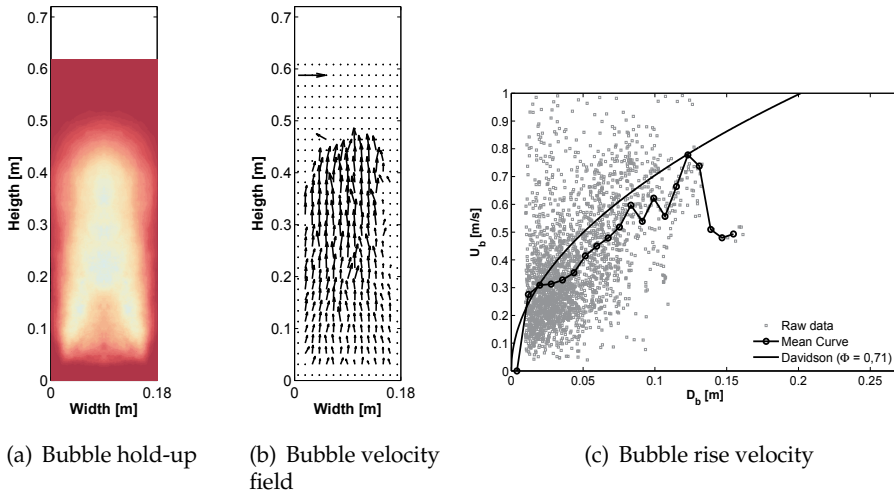 0.7
0.6
0.5
0.4
0.3
0.2
0.1
0
Heigth [m]
0
0.18
Width [m]
(a) Bubble hold-up
0.7
0.6
0.5
0.4
0.3
0.2
0.1
0
Heigth [m]
0
0.18
Width [m]
(b) Bubble velocity
field
1
0.9
0.8
0.7
0.6
0.5
0.4
0.3
0.2
0.1
0
U_b [m/s]
0
0.05
0.1
0.15
0.2
0.25
D_b [m]
Raw data
Mean Curve
Davidson (Φ = 0,71)
(c) Bubble rise velocity